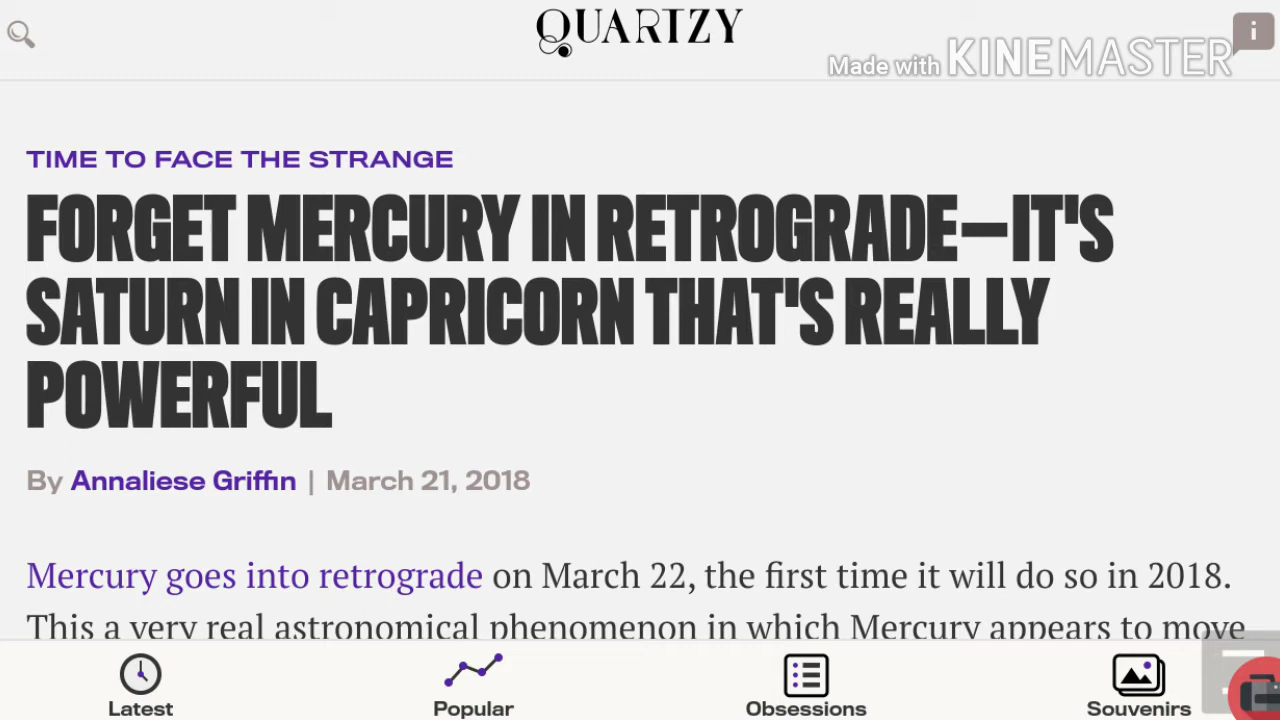 QUARTZY
i
Made with KINEMASTER
TIME TO FACE THE STRANGE
FORGET MERCURY IN RETROGRADE—IT'S
SATURN IN CAPRICORN THAT'S REALLY
POWERFUL
By Annaliese Griffin | March 21, 2018
Mercury goes into retrograde on March 22, the first time it will do so in 2018.
This a very real astronomical phenomenon in which Mercury appears to move
Latest Popular Obsessions Souvenirs